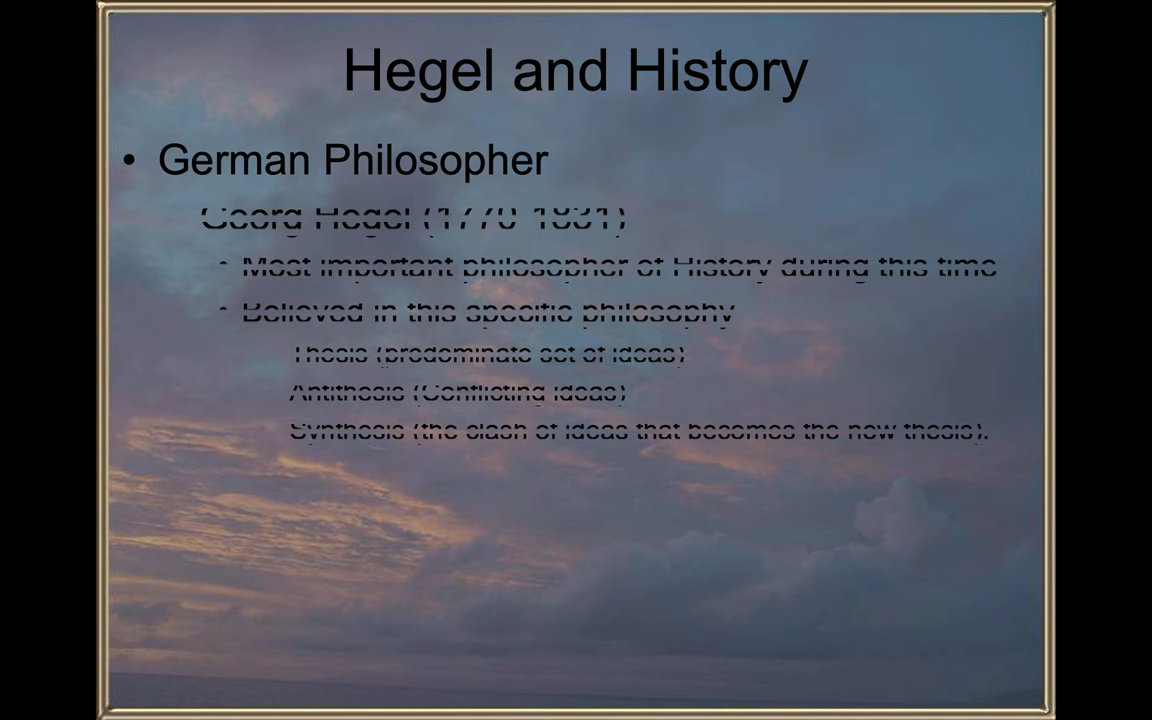 Hegel and History
• German Philosopher
Georg Hegel (1770-1831)
• Most important philosopher of History during this time
• Believed in this specific philosophy
Thesis (predominate set of ideas)
Antithesis (Conflicting ideas)
Synthesis (the clash of ideas that becomes the new thesis).